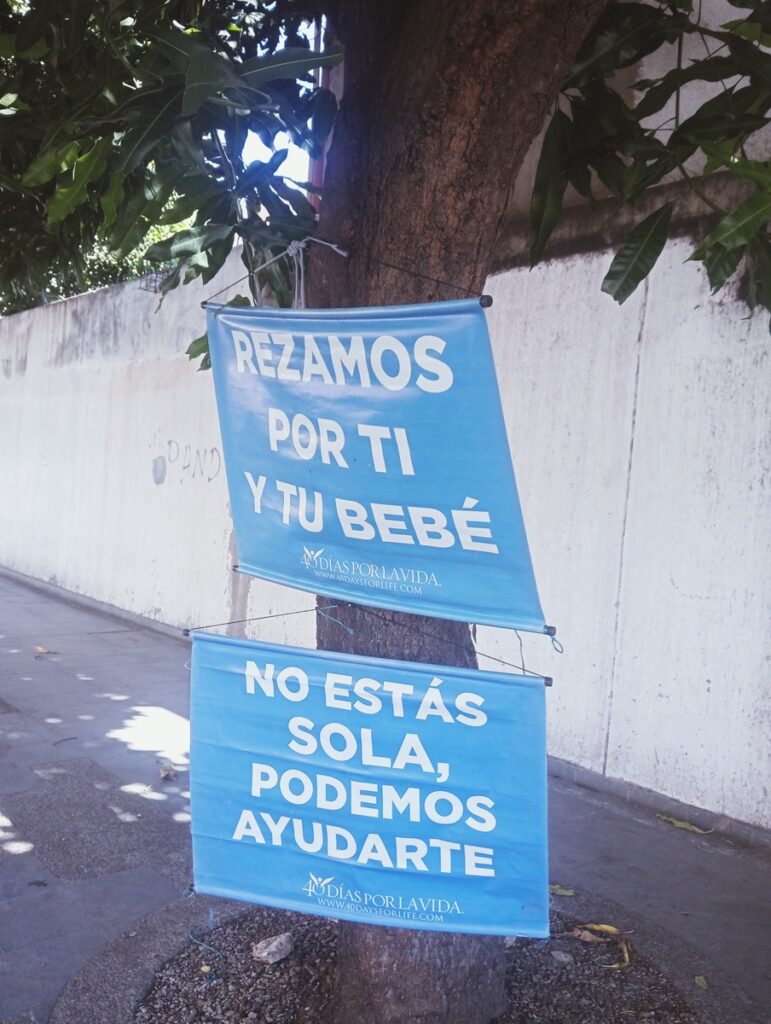 REZAMOS
POR TI
Y TU BEBÉ
40 DÍAS POR LA VIDA.
WWW.40DAYSFORLIFE.COM
NO ESTÁS
SOLA,
PODEMOS
AYUDARTE
40 DÍAS POR LA VIDA.
WWW.40DAYSFORLIFE.COM